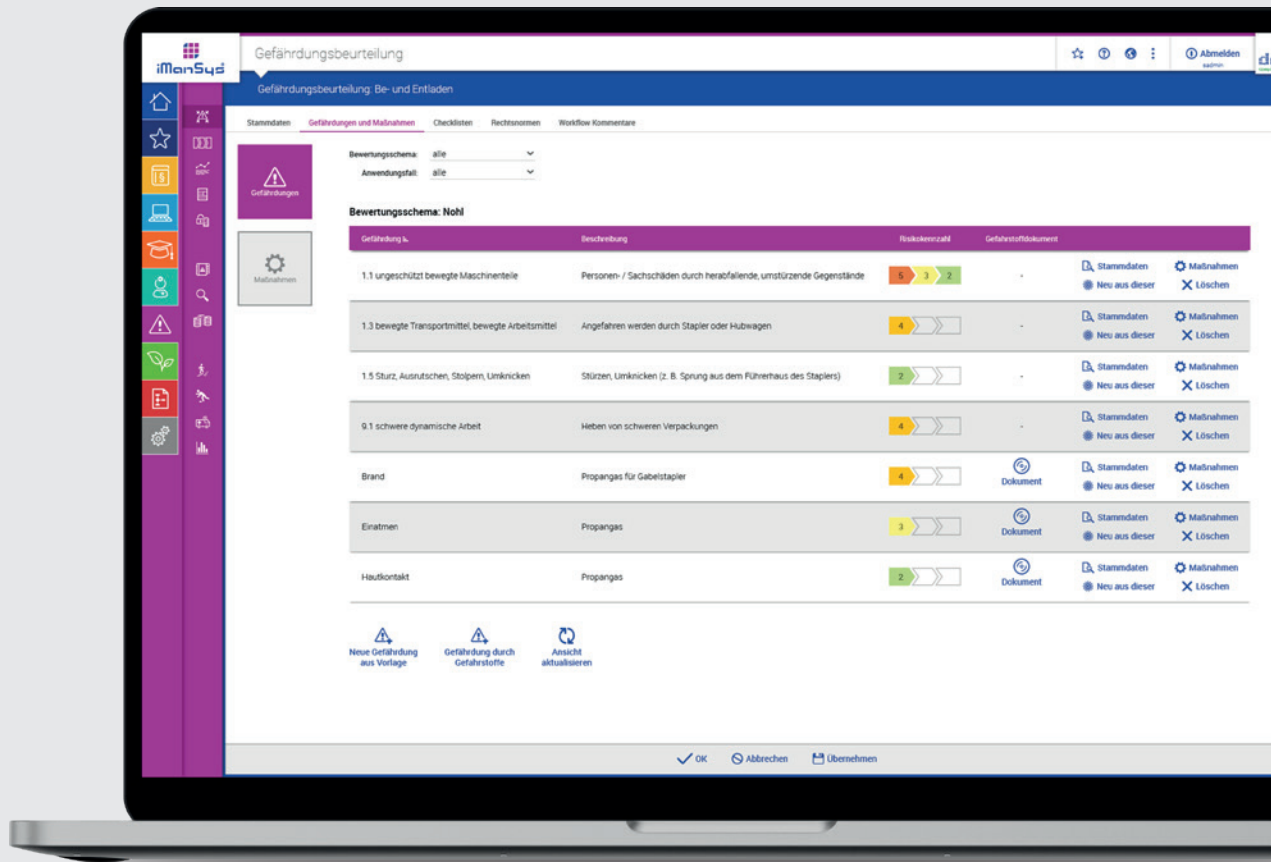 iManSys
Gefährdungsbeurteilung
Abmelden
sadmin
Gefährdungsbeurteilung: Be- und Entladen
Stammdaten Gefährdungen und Maßnahmen Checklisten Rechtsnormen Workflow Kommentare
Gefährdungen
Maßnahmen
Bewertungsschema: alle
Anwendungsfall: alle
Bewertungsschema: Nohl
Gefährdung Beschreibung Risikokennzahl Gefahrstoffdokument
1.1 ungeschützt bewegte Maschinenteile Personen- / Sachschäden durch herabfallende, umstürzende Gegenstände 5 3 2 - Stammdaten Maßnahmen
Neu aus dieser Löschen
1.3 bewegte Transportmittel, bewegte Arbeitsmittel Angefahren werden durch Stapler oder Hubwagen 4 - Stammdaten Maßnahmen
Neu aus dieser Löschen
1.5 Sturz, Ausrutschen, Stolpern, Umknicken Stürzen, Umknicken (z. B. Sprung aus dem Führerhaus des Staplers) 2 - Stammdaten Maßnahmen
Neu aus dieser Löschen
9.1 schwere dynamische Arbeit Heben von schweren Verpackungen 4 - Stammdaten Maßnahmen
Neu aus dieser Löschen
Brand Propangas für Gabelstapler 4 Dokument Stammdaten Maßnahmen
Neu aus dieser Löschen
Einatmen Propangas 3 Dokument Stammdaten Maßnahmen
Neu aus dieser Löschen
Hautkontakt Propangas 2 Dokument Stammdaten Maßnahmen
Neu aus dieser Löschen
Neue Gefährdung aus Vorlage
Gefährdung durch Gefahrstoffe
Ansicht aktualisieren
OK Abbrechen Übernehmen